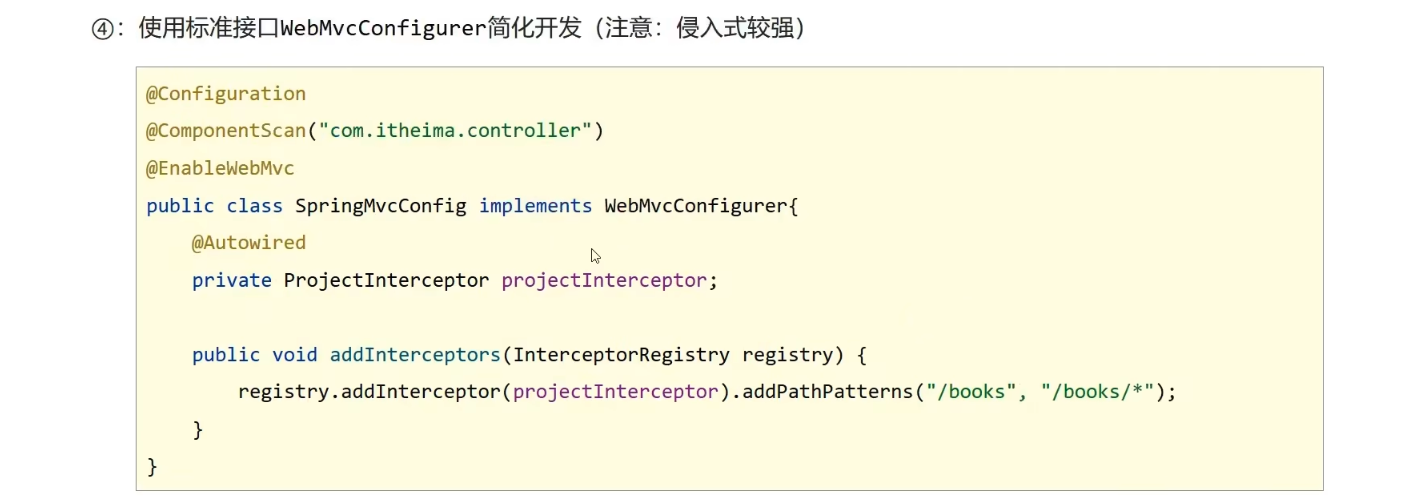 ④：使用标准接口WebMvcConfigurer简化开发（注意：侵入式较强）
@Configuration
@ComponentScan("com.itheima.controller")
@EnableWebMvc
public class SpringMvcConfig implements WebMvcConfigurer{
    @Autowired
    private ProjectInterceptor projectInterceptor;
    public void addInterceptors(InterceptorRegistry registry) {
        registry.addInterceptor(projectInterceptor).addPathPatterns("/books", "/books/*");
    }
}